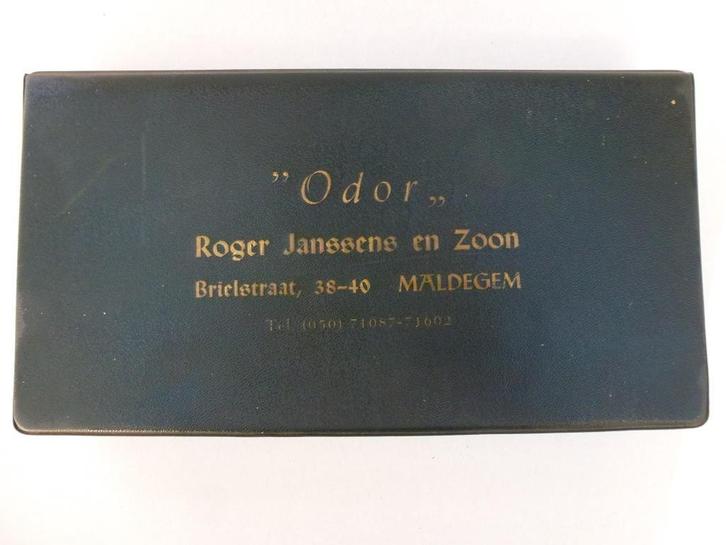 "Odor„
Roger Janssens en Zoon
Brielstraat, 38-40 MALDEGEM
Tel. (050) 71087-71602